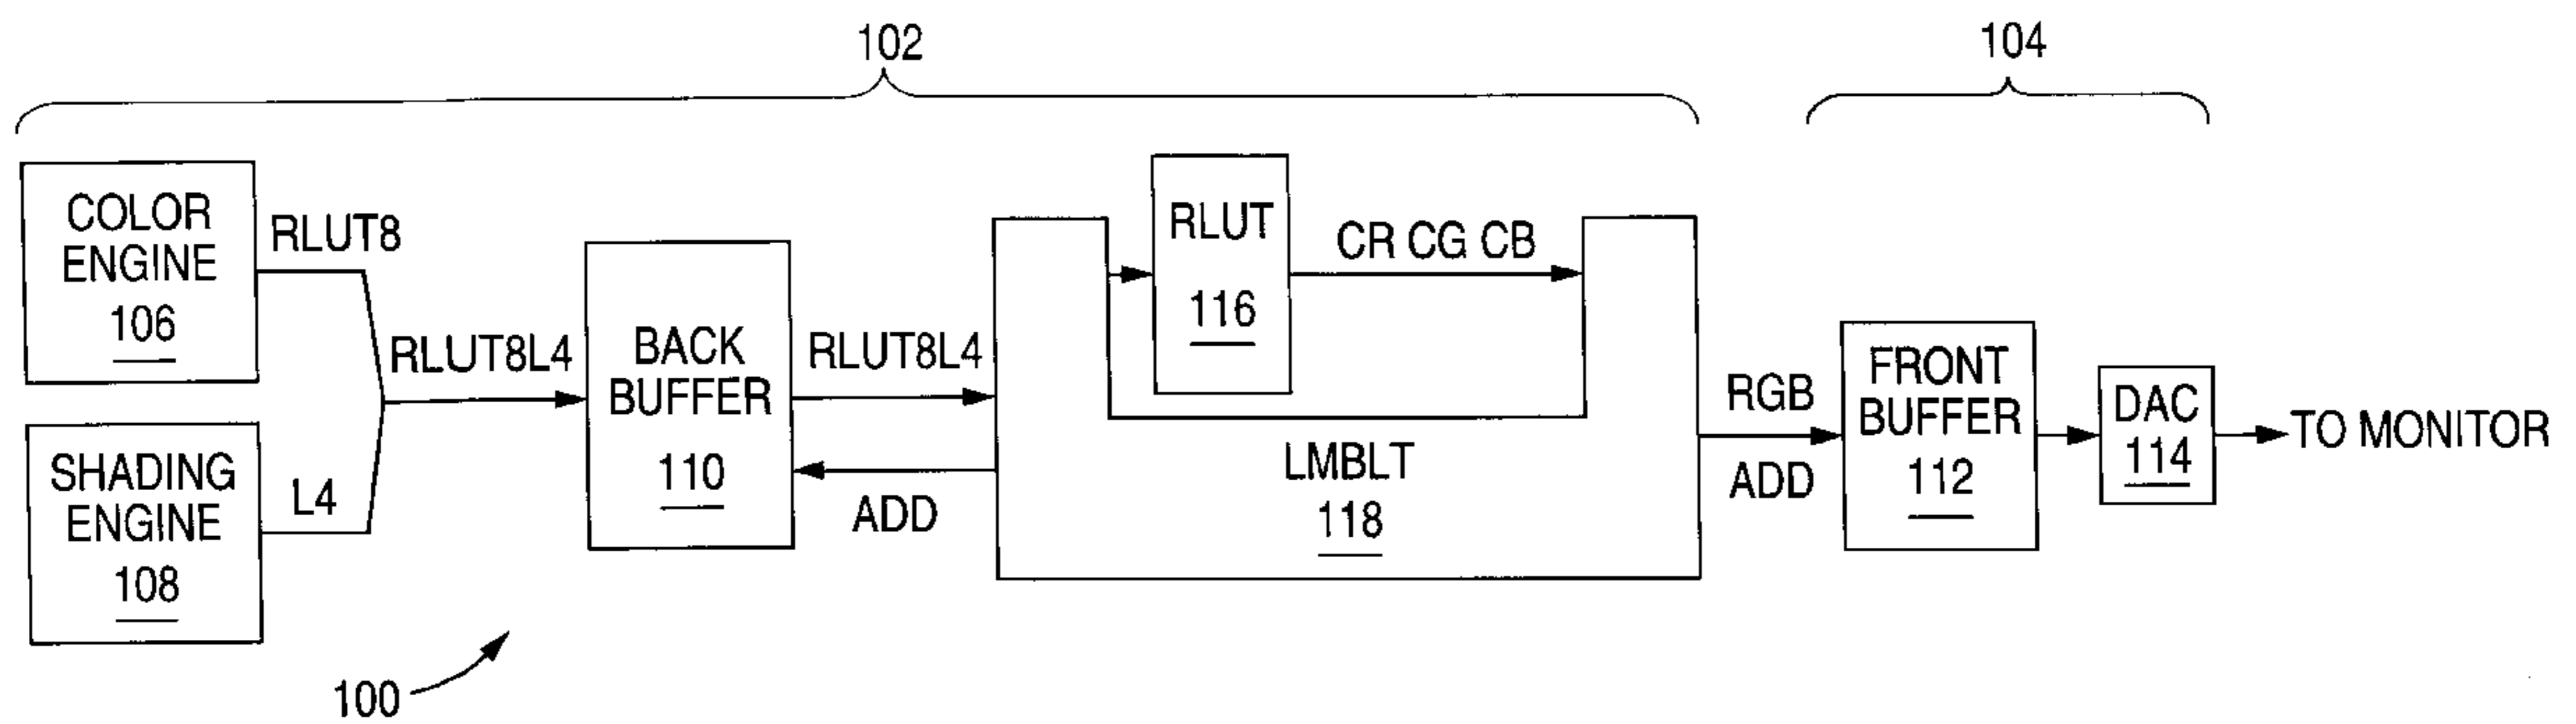 102
104
COLOR
ENGINE
106
RLUT8
SHADING
ENGINE
108
L4
RLUT8L4
BACK
BUFFER
110
RLUT8L4
ADD
RLUT
116
CR CG CB
LMBLT
118
RGB
ADD
FRONT
BUFFER
112
DAC
114
TO MONITOR
100